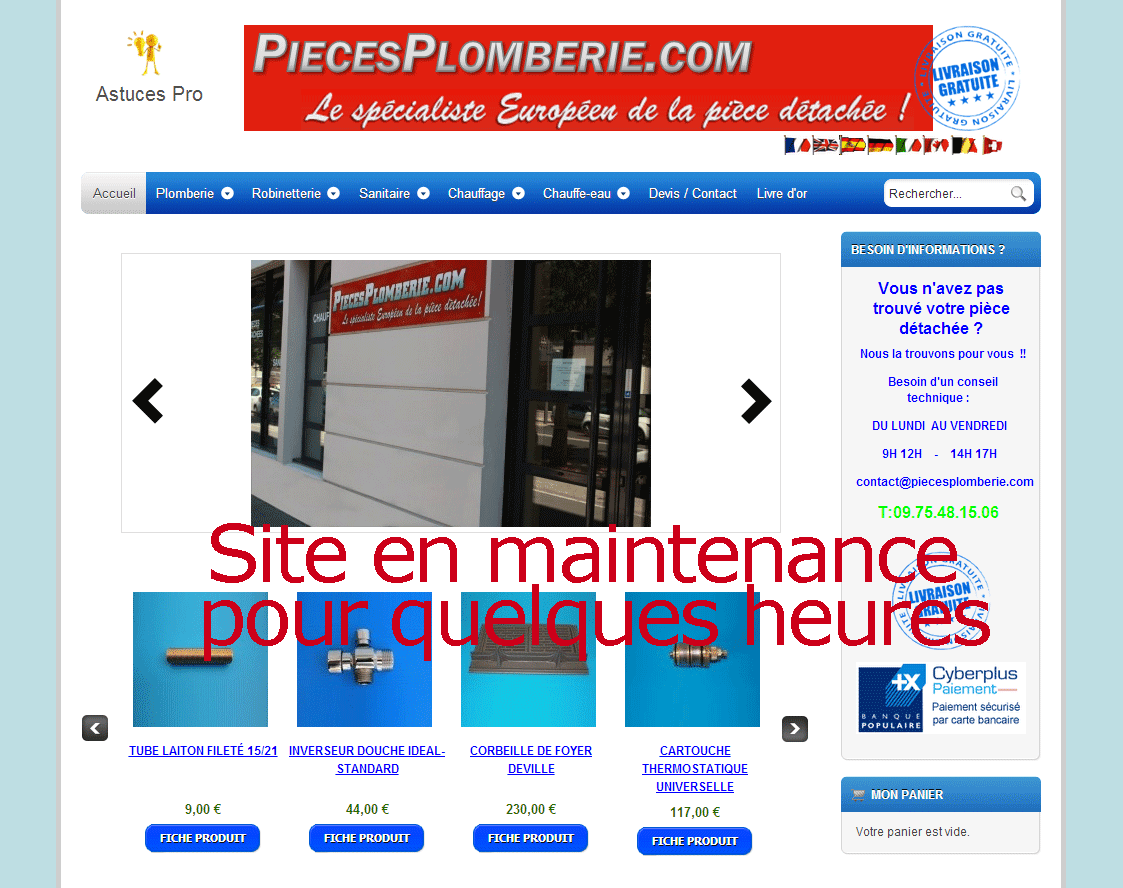 Astuces Pro
PIECESPLOMBERIE.COM
Le spécialiste Européen de la pièce détachée !
LIVRAISON GRATUITE
LIVRAISON GRATUITE
Accueil Plomberie Robinetterie Sanitaire Chauffage Chauffe-eau Devis / Contact Livre d'or Rechercher...
PIECESPLOMBERIE.COM
Le spécialiste Européen de la pièce détachée!
CHAUF
BESOIN D'INFORMATIONS ?
Vous n'avez pas
trouvé votre pièce
détachée ?
Nous la trouvons pour vous !!
Besoin d'un conseil
technique :
DU LUNDI AU VENDREDI
9H 12H - 14H 17H
contact@piecesplomberie.com
T:09.75.48.15.06
Site en maintenance
pour quelques heures
LIVRAISON
GRATUITE
Cyberplus
Paiement
Paiement sécurisé
par carte bancaire
BANQUE
POPULAIRE
TUBE LAITON FILETÉ 15/21
9,00 €
FICHE PRODUIT
INVERSEUR DOUCHE IDEAL-
STANDARD
44,00 €
FICHE PRODUIT
CORBEILLE DE FOYER
DEVILLE
230,00 €
FICHE PRODUIT
CARTOUCHE
THERMOSTATIQUE
UNIVERSELLE
117,00 €
FICHE PRODUIT
MON PANIER
Votre panier est vide.